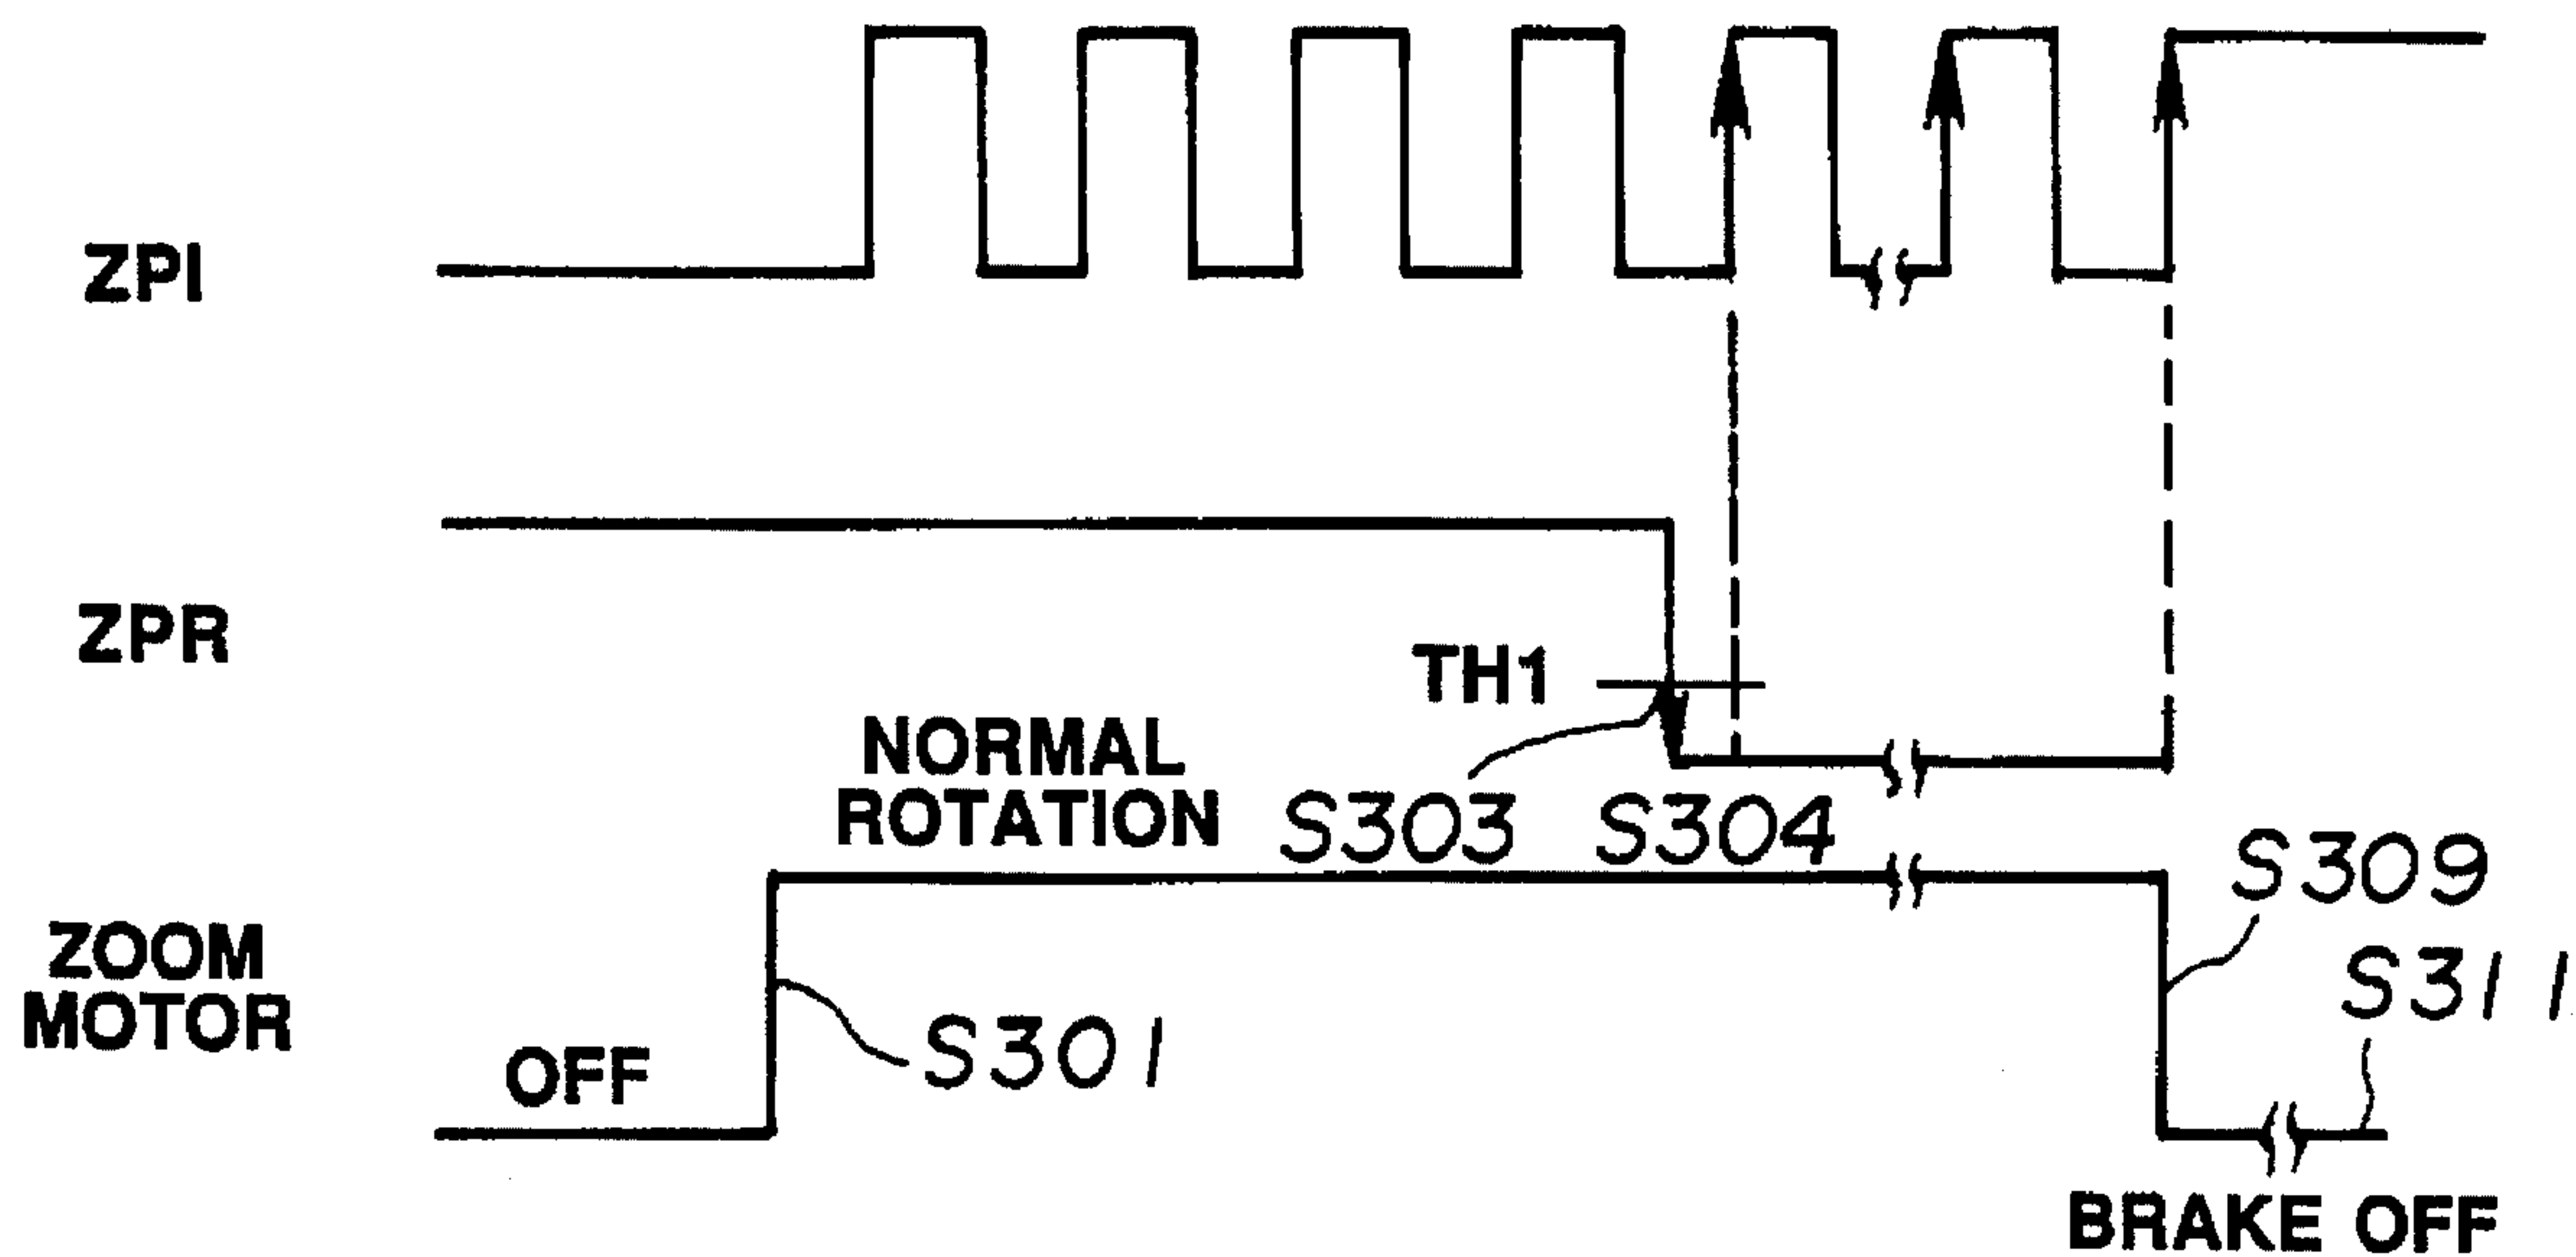 ZPI
ZPR
TH1
NORMAL
ROTATION
S303 S304
S309
ZOOM
MOTOR
S311
OFF
S301
BRAKE OFF